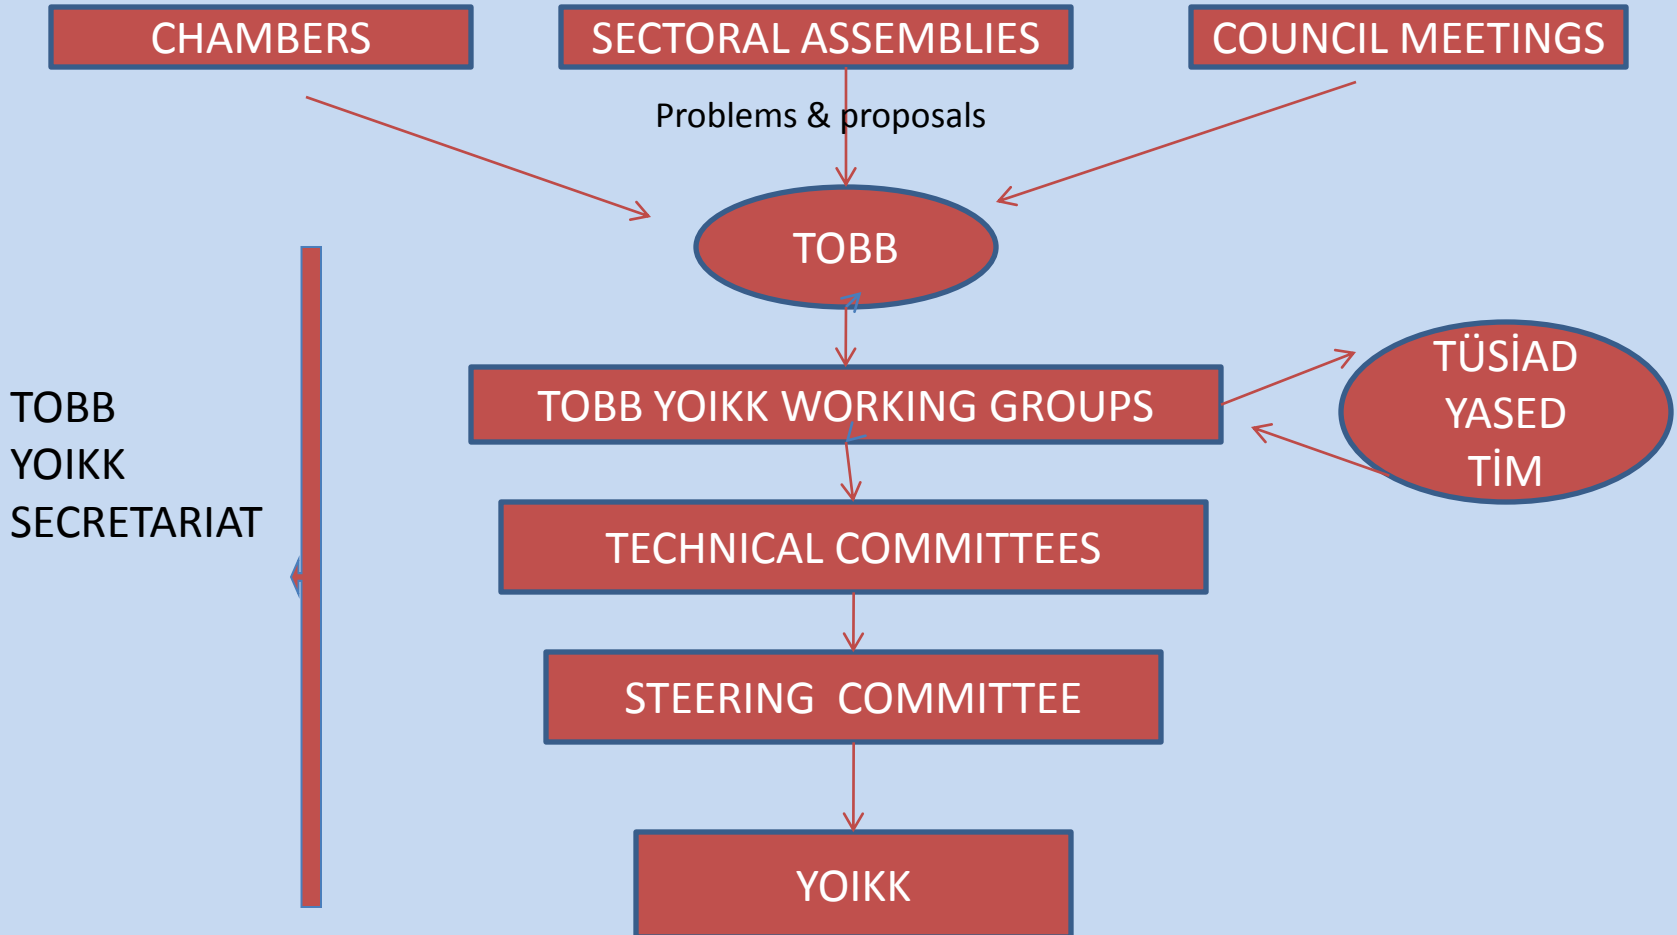 CHAMBERS
SECTORAL ASSEMBLIES
COUNCIL MEETINGS
Problems & proposals
TOBB
TOBB YOIKK WORKING GROUPS
TÜSİAD
YASED
TİM
TOBB
YOIKK
SECRETARIAT
TECHNICAL COMMITTEES
STEERING COMMITTEE
YOIKK